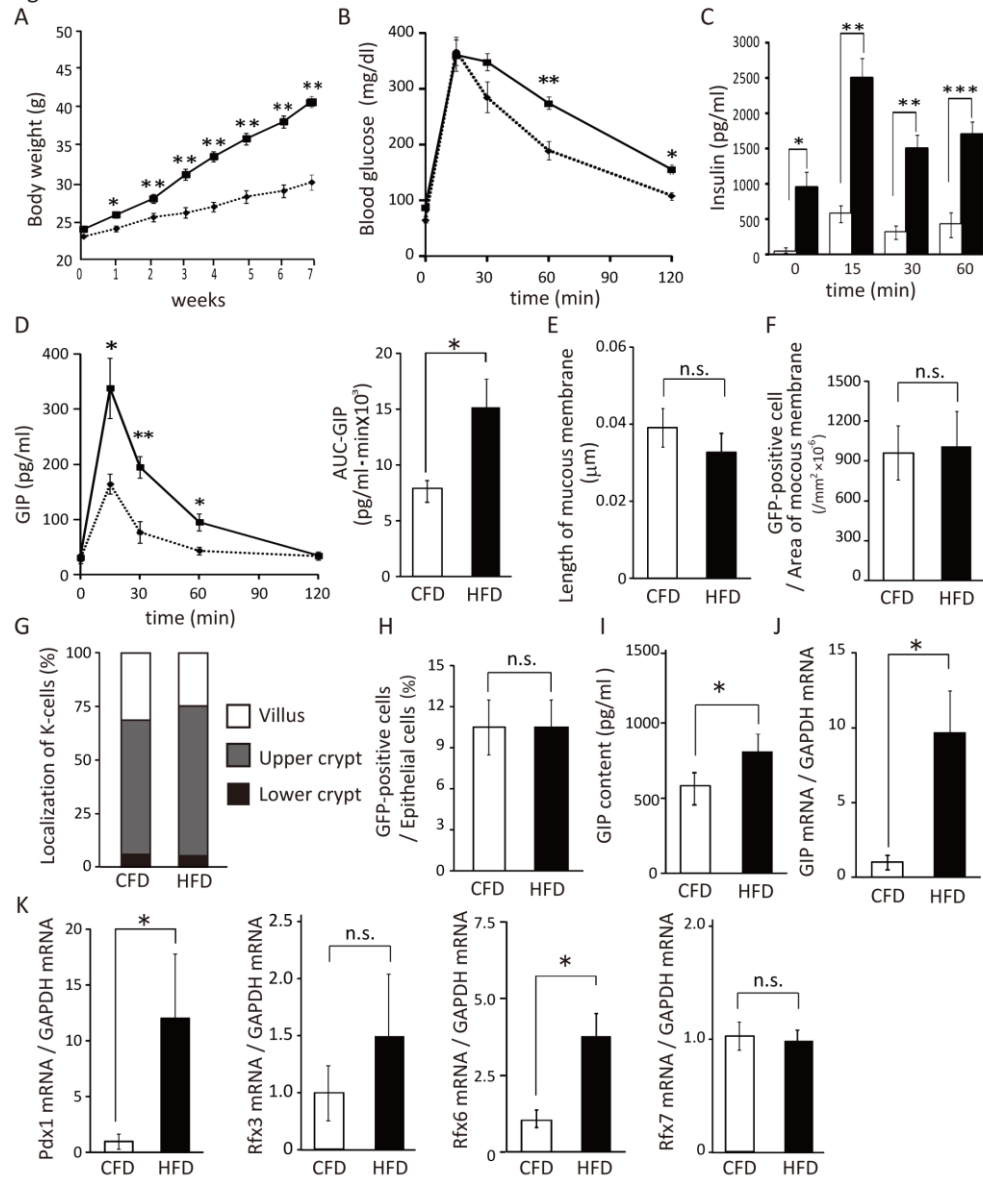 A
Body weight (g)
50
45
40
35
30
25
20
* ** ** ** ** ** **
0 1 2 3 4 5 6 7
weeks
B
Blood glucose (mg/dl)
400
300
200
100
0
**
*
0 30 60 90 120
time (min)
C
Insulin (pg/ml)
3000
2500
2000
1500
1000
500
0
* ** ** ***
0 15 30 60
time (min)
D
GIP (pg/ml)
400
300
200
100
0
*
**
*
0 30 60 90 120
time (min)
AUC-GIP
(pg/ml・min×10³)
20
15
10
5
0
*
CFD HFD
E
Length of mucous membrane
(μm)
0.06
0.04
0.02
0
n.s.
CFD HFD
F
GFP-positive cell
/ Area of mocous membrane
(/mm² ×10⁻⁶)
1500
1200
900
600
300
0
n.s.
CFD HFD
G
Localization of K-cells (%)
100
75
50
25
0
CFD HFD
Villus
Upper crypt
Lower crypt
H
GFP-positive cells
/ Epithelial cells (%)
15
12
9
6
3
0
n.s.
CFD HFD
I
GIP content (pg/ml )
1500
1000
500
0
*
CFD HFD
J
GIP mRNA / GAPDH mRNA
15
10
5
0
*
CFD HFD
K
Pdx1 mRNA / GAPDH mRNA
20
15
10
5
0
*
CFD HFD
Rfx3 mRNA / GAPDH mRNA
2.5
2.0
1.5
1.0
0.5
0
n.s.
CFD HFD
Rfx6 mRNA / GAPDH mRNA
7.5
5.0
2.5
0
*
CFD HFD
Rfx7 mRNA / GAPDH mRNA
2.0
1.0
0
n.s.
CFD HFD